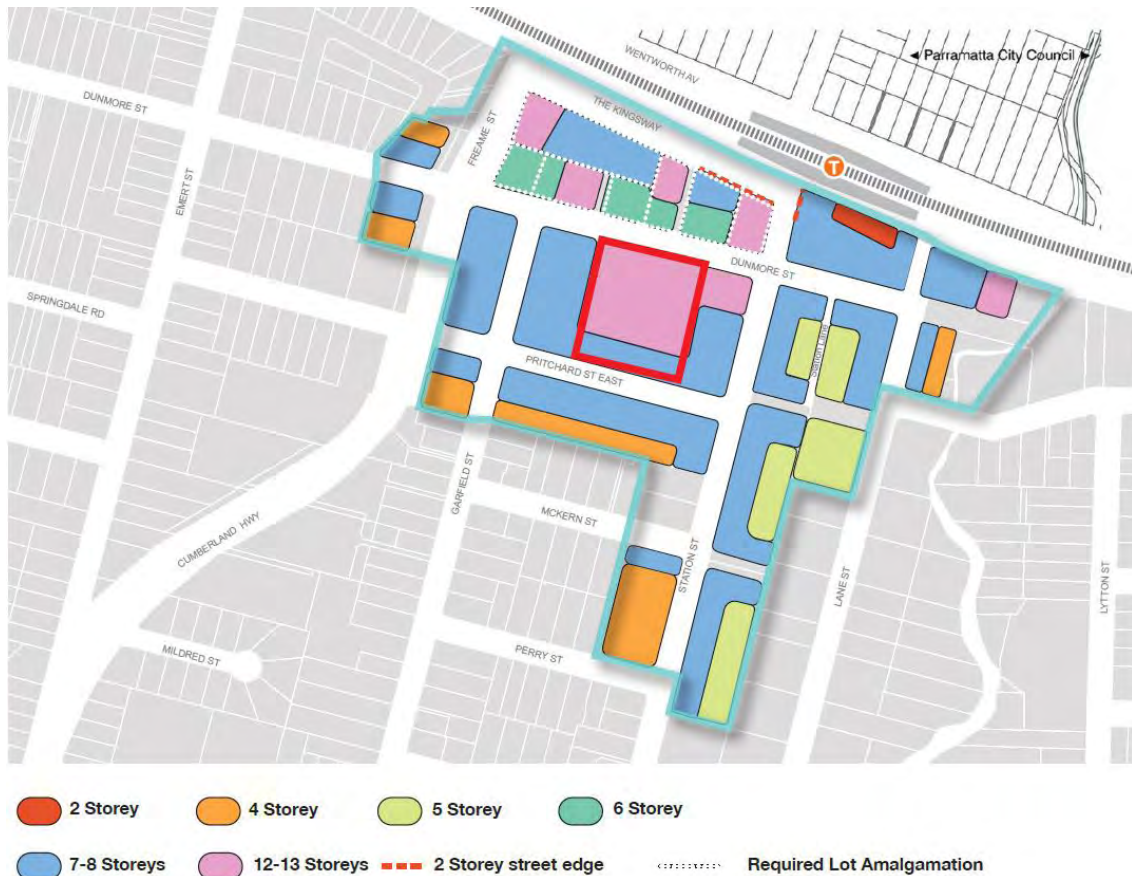 WENTWORTH AV
Parramatta City Council
DUNMORE ST
THE KINGSWAY
FREAME ST
T
EMERT ST
DUNMORE ST
SPRINGDALE RD
Station Lane
PRITCHARD ST EAST
GARFIELD ST
MCKERN ST
CUMBERLAND HWY
STATION ST
LANE ST
LYTTON ST
MILDRED ST
PERRY ST
2 Storey
4 Storey
5 Storey
6 Storey
7-8 Storeys
12-13 Storeys
2 Storey street edge
Required Lot Amalgamation